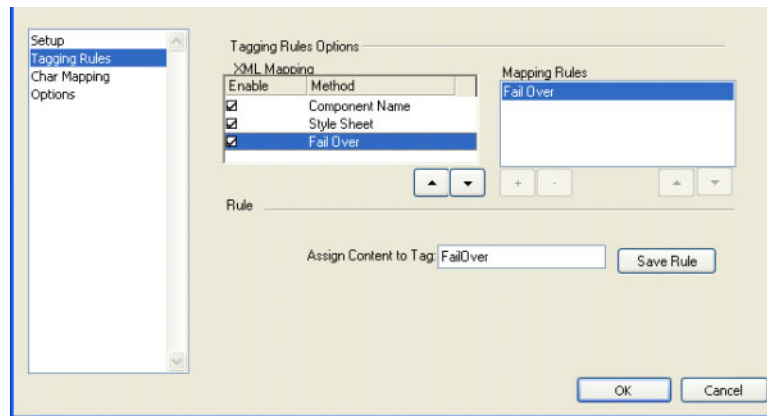 Setup
Tagging Rules
Char Mapping
Options
Tagging Rules Options
XML Mapping
Enable Method
Component Name
Style Sheet
Fail Over
Mapping Rules
Fail Over
+ -
Rule
Assign Content to Tag: FailOver
Save Rule
OK Cancel